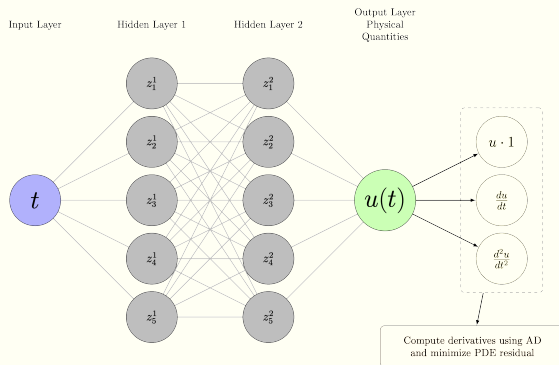 Input Layer
Hidden Layer 1
Hidden Layer 2
Output Layer
Physical
Quantities
t
z₁¹
z₂¹
z₃¹
z₄¹
z₅¹
z₁²
z₂²
z₃²
z₄²
z₅²
u(t)
u · 1
du/dt
d²u/dt²
Compute derivatives using AD
and minimize PDE residual